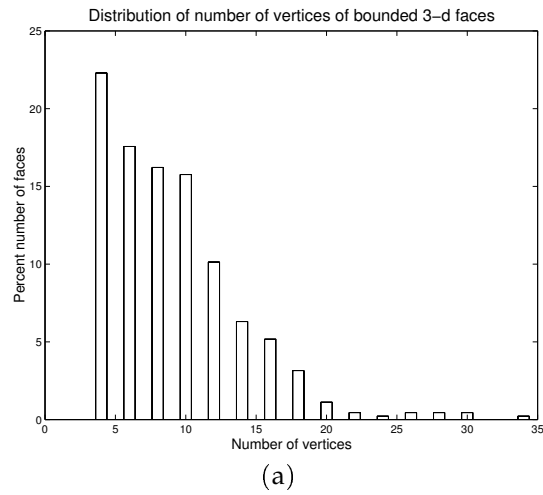 Distribution of number of vertices of bounded 3-d faces
25
20
15
10
5
0
Percent number of faces
0 5 10 15 20 25 30 35
Number of vertices
(a)